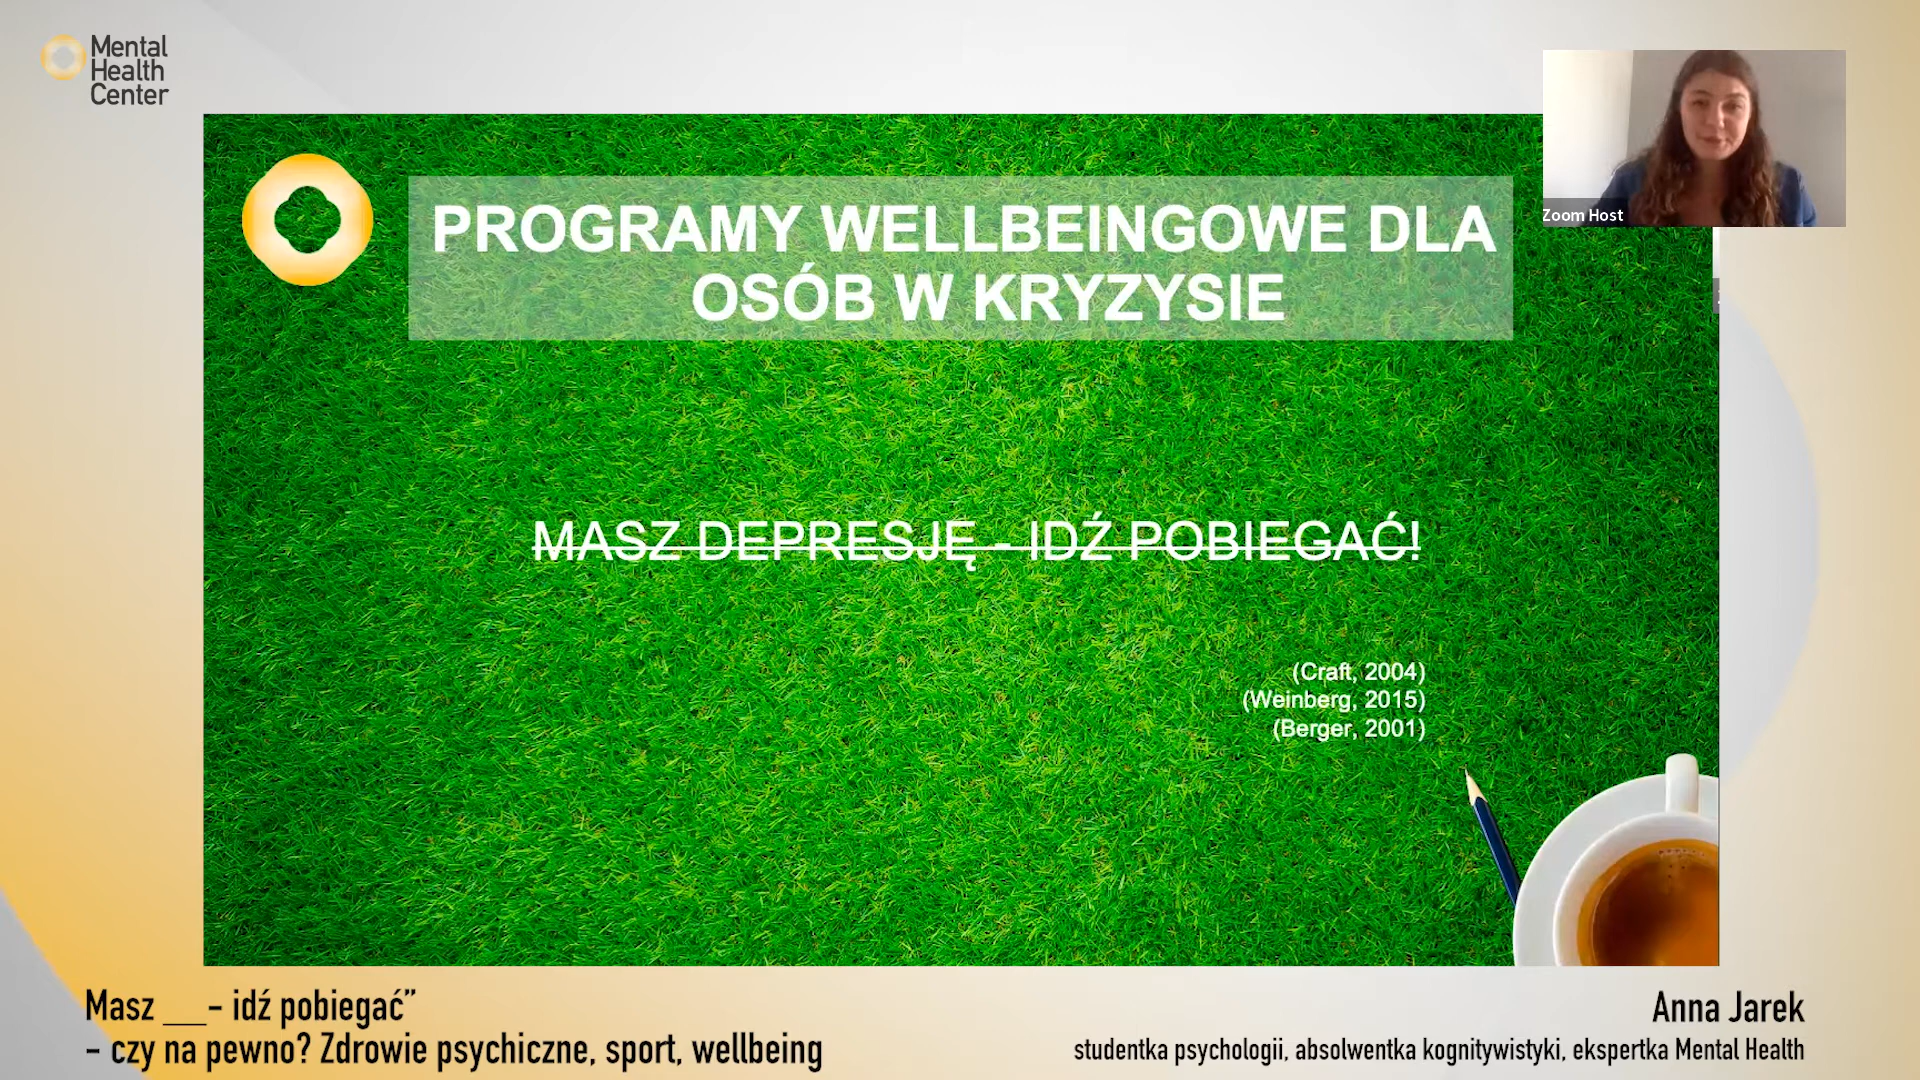 Mental
Health
Center
Zoom Host
PROGRAMY WELLBEINGOWE DLA
OSÓB W KRYZYSIE
MASZ DEPRESJĘ - IDŹ POBIEGAĆ!
(Craft, 2004)
(Weinberg, 2015)
(Berger, 2001)
Masz __- idź pobiegać”
- czy na pewno? Zdrowie psychiczne, sport, wellbeing
Anna Jarek
studentka psychologii, absolwentka kognitywistyki, ekspertka Mental Health